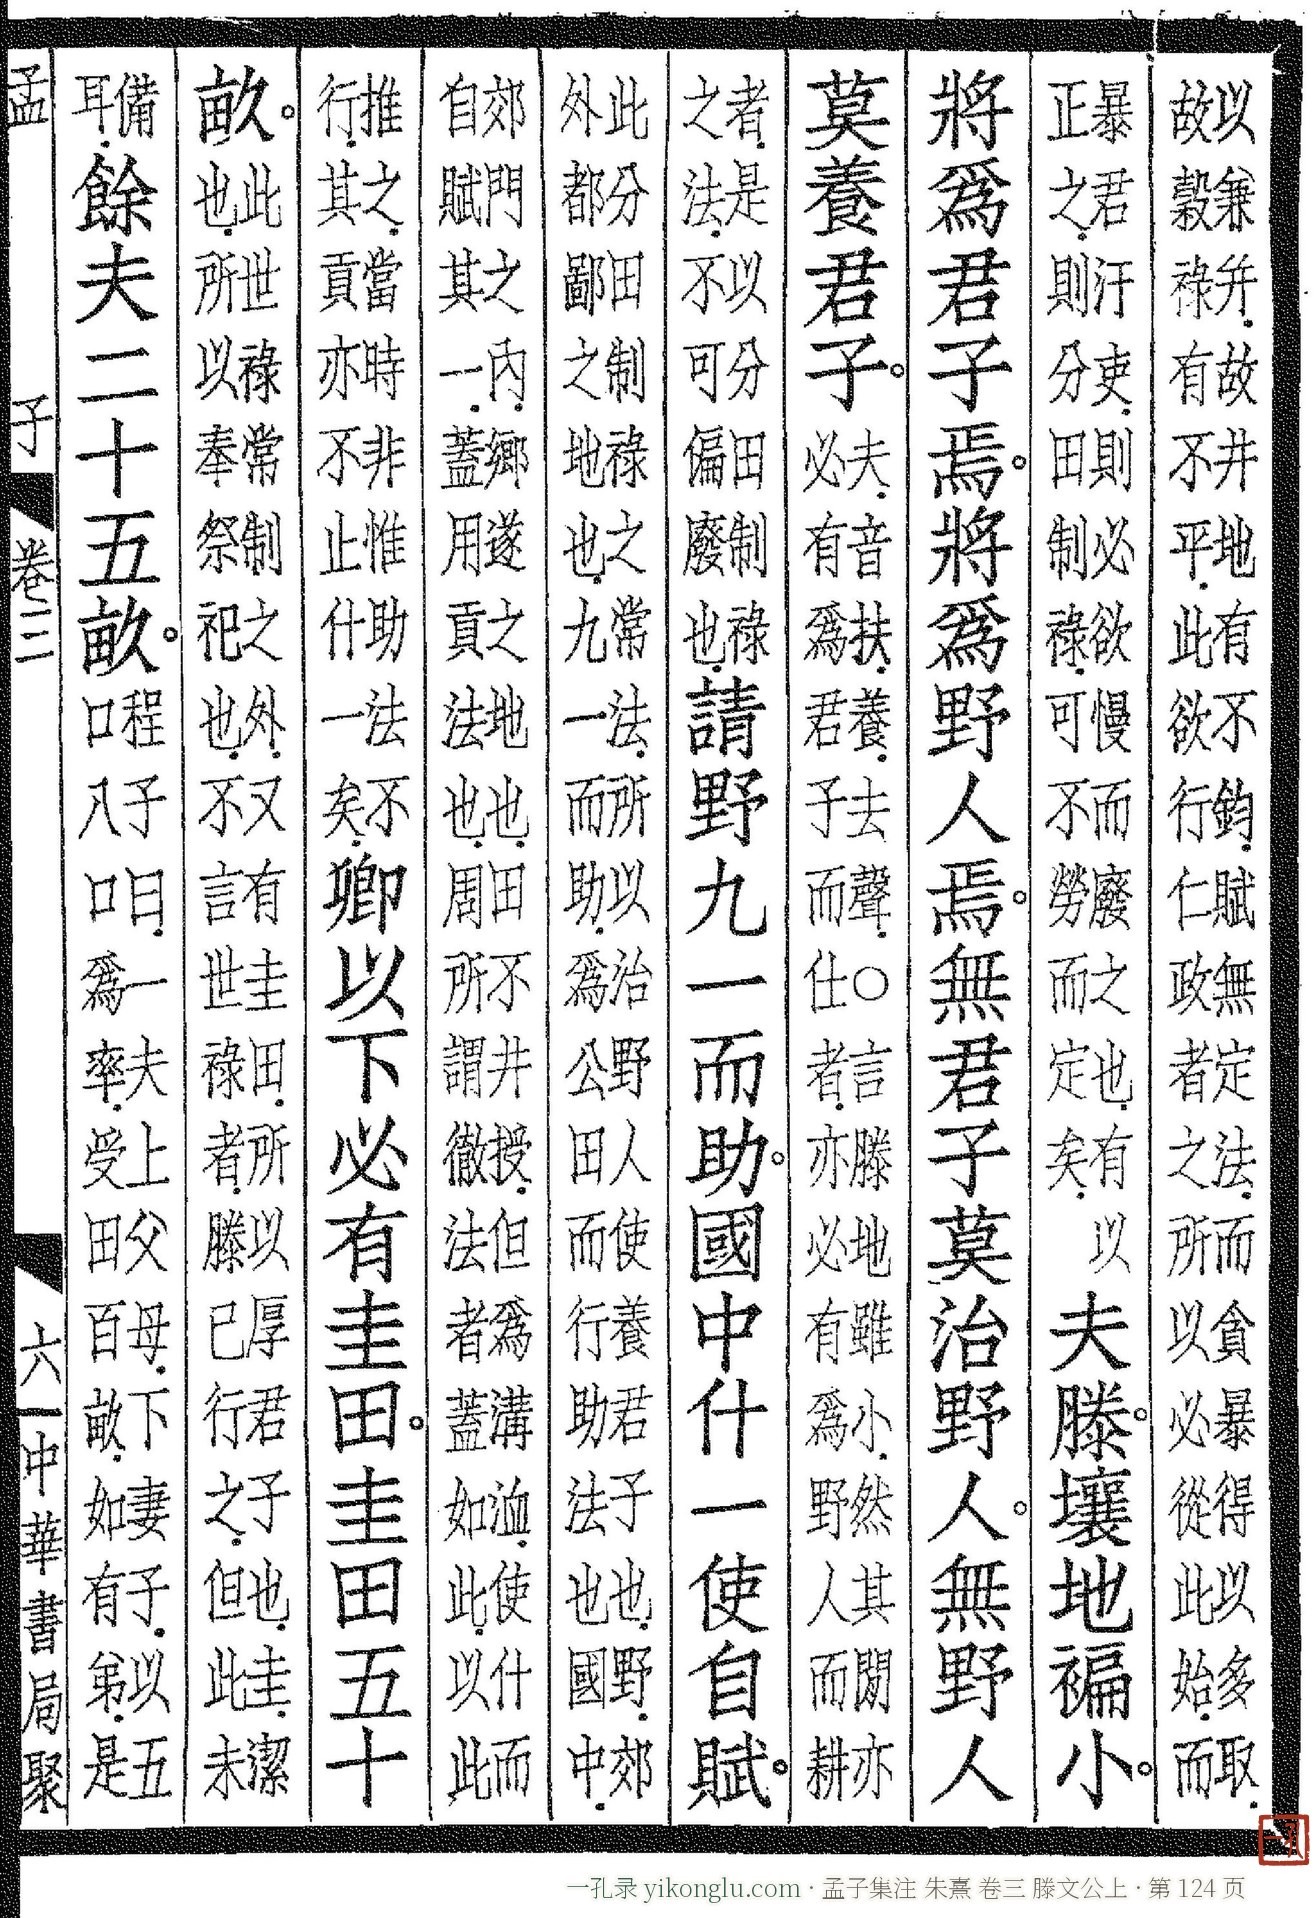 以兼并．故井地有不鈞．賦無定法．而貪暴得以多取．
故穀祿有不平．此欲行仁政者之所以必從此始．而
暴君汙吏．則必欲慢而廢之也．有以
正之．則分田制祿．可不勞而定矣．
夫滕。壤地褊小。
將爲君子焉。將爲野人焉。無君子莫治野人。無野人
莫養君子。
夫．音扶．養．去聲．○言滕地雖小．然其閒亦
必有爲君子而仕者．亦必有爲野人而耕
者．是以分田制祿
之法．不可偏廢也．
請野九一而助。國中什一使自賦。
此分田制祿之常法．所以治野人使養君子也．野．郊
外都鄙之地也．九一而助爲公田而行助法也．國中．
郊門之內．鄉遂之地也．田不井授．但爲溝洫．使什而
自賦其一．蓋用貢法也．周所謂徹法者蓋如此．以此
推之．當時非惟助法不
行．其貢亦不止什一矣．
卿以下必有圭田。圭田五十
畝。
此世祿常制之外．又有圭田．所以厚君子也．圭．潔
也．所以奉祭祀也．不言世祿者．滕已行之．但此未
備
耳．
餘夫二十五畝。
程子曰．一夫上父母．下妻子．以五
口八口爲率．受田百畝．如有弟．是
孟子 卷三 六一中華書局聚
一孔录 yikonglu.com · 孟子集注 朱熹 卷三 滕文公上 · 第 124 页